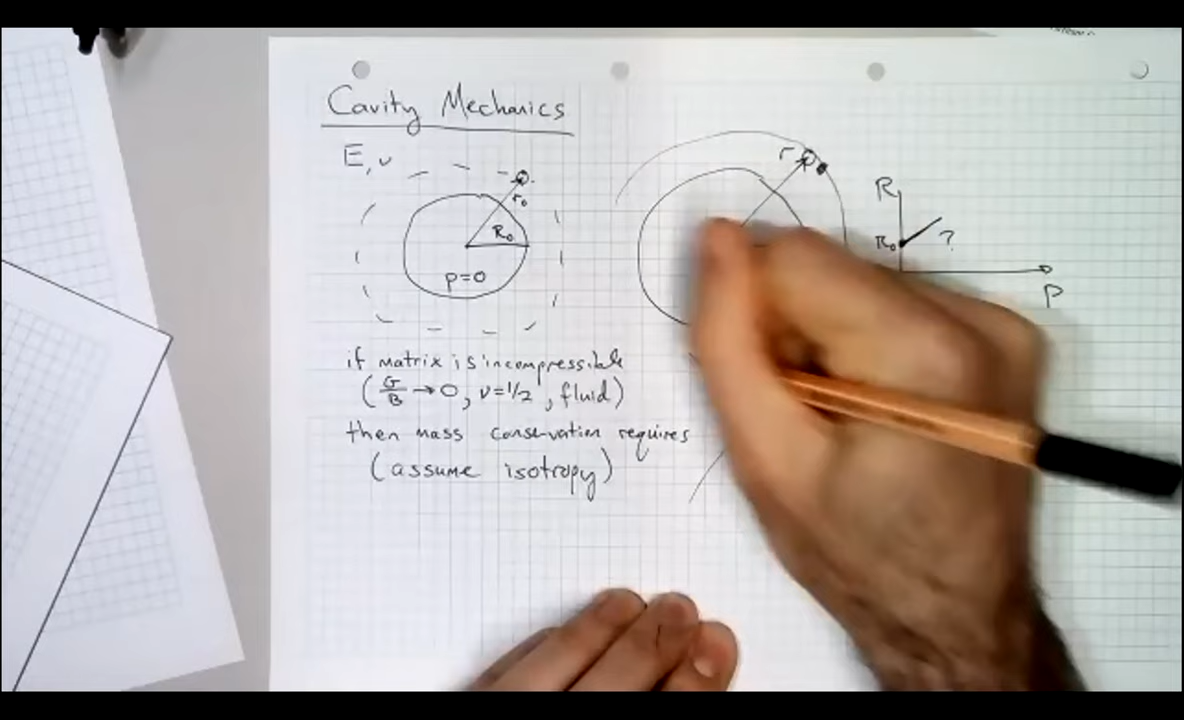 Cavity Mechanics
E, ν
r₀
R₀
p=0
r
R
R₀
?
P
if matrix is incompressible
(G/B → 0, ν=1/2, fluid)
then mass conservation requires
(assume isotropy)